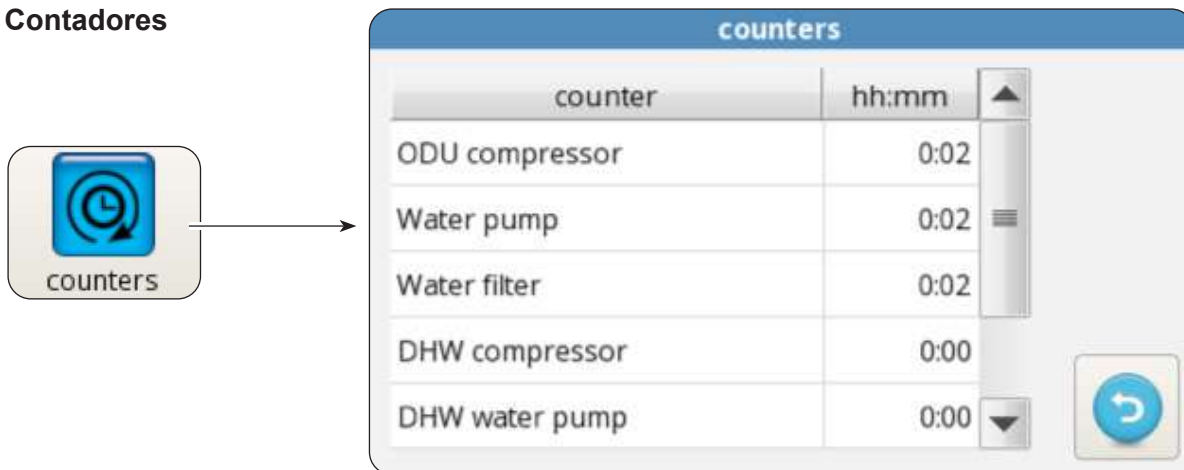 Contadores
counters
counters
counter hh:mm
ODU compressor 0:02
Water pump 0:02
Water filter 0:02
DHW compressor 0:00
DHW water pump 0:00